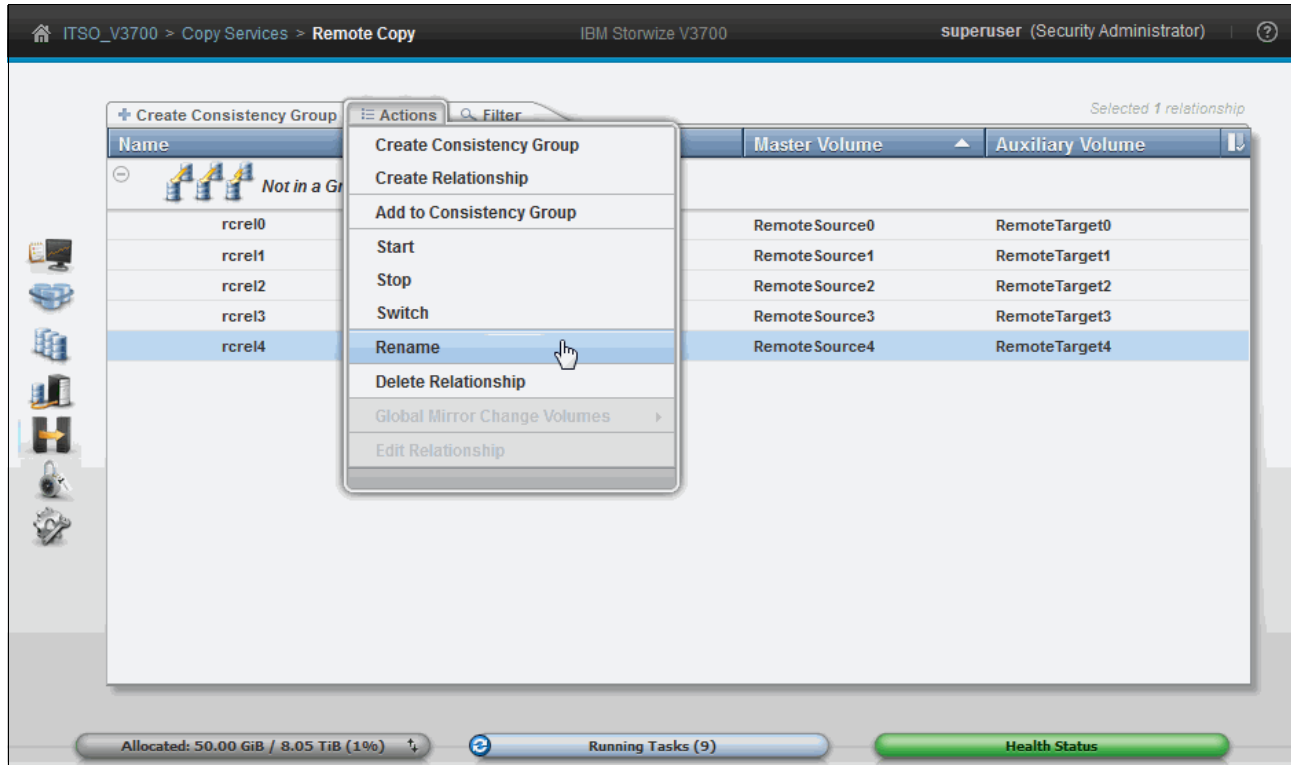 ITSO_V3700 > Copy Services > Remote Copy
IBM Storwize V3700
superuser (Security Administrator)
?
Selected 1 relationship
Create Consistency Group
Actions
Filter
Name
Master Volume
Auxiliary Volume
Not in a Gr
rcrel0
RemoteSource0
RemoteTarget0
rcrel1
RemoteSource1
RemoteTarget1
rcrel2
RemoteSource2
RemoteTarget2
rcrel3
RemoteSource3
RemoteTarget3
rcrel4
RemoteSource4
RemoteTarget4
Create Consistency Group
Create Relationship
Add to Consistency Group
Start
Stop
Switch
Rename
Delete Relationship
Global Mirror Change Volumes
Edit Relationship
Allocated: 50.00 GiB / 8.05 TiB (1%)
Running Tasks (9)
Health Status